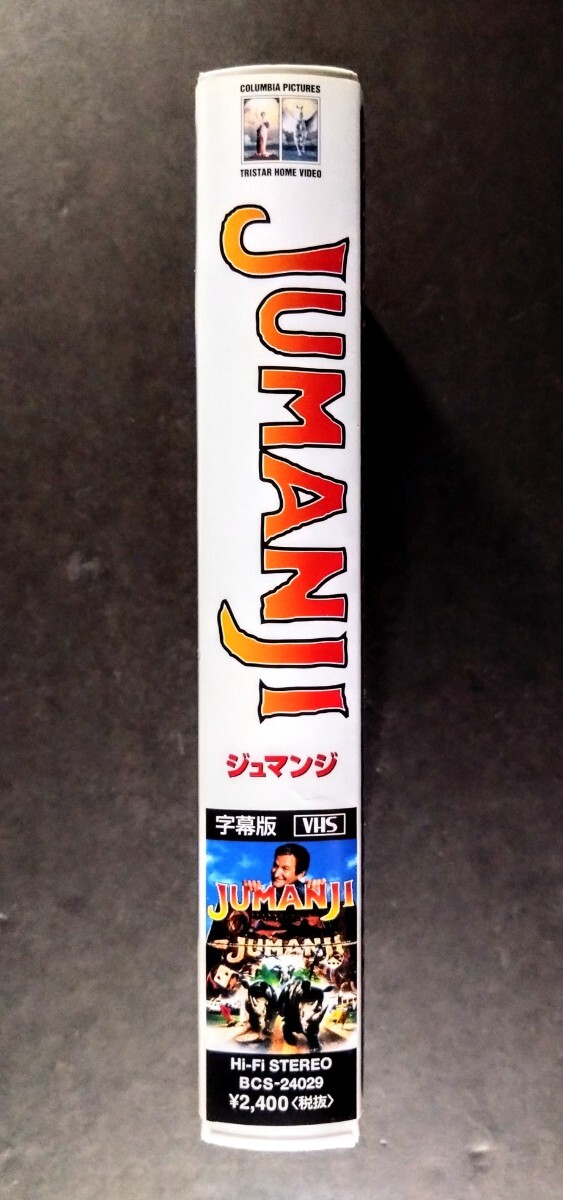 COLUMBIA PICTURES
TRISTAR HOME VIDEO
JUMANJI
ジュマンジ
字幕版 VHS
JUMANJI
JUMANJI
Hi-Fi STEREO
BCS-24029
¥2,400〈税抜〉